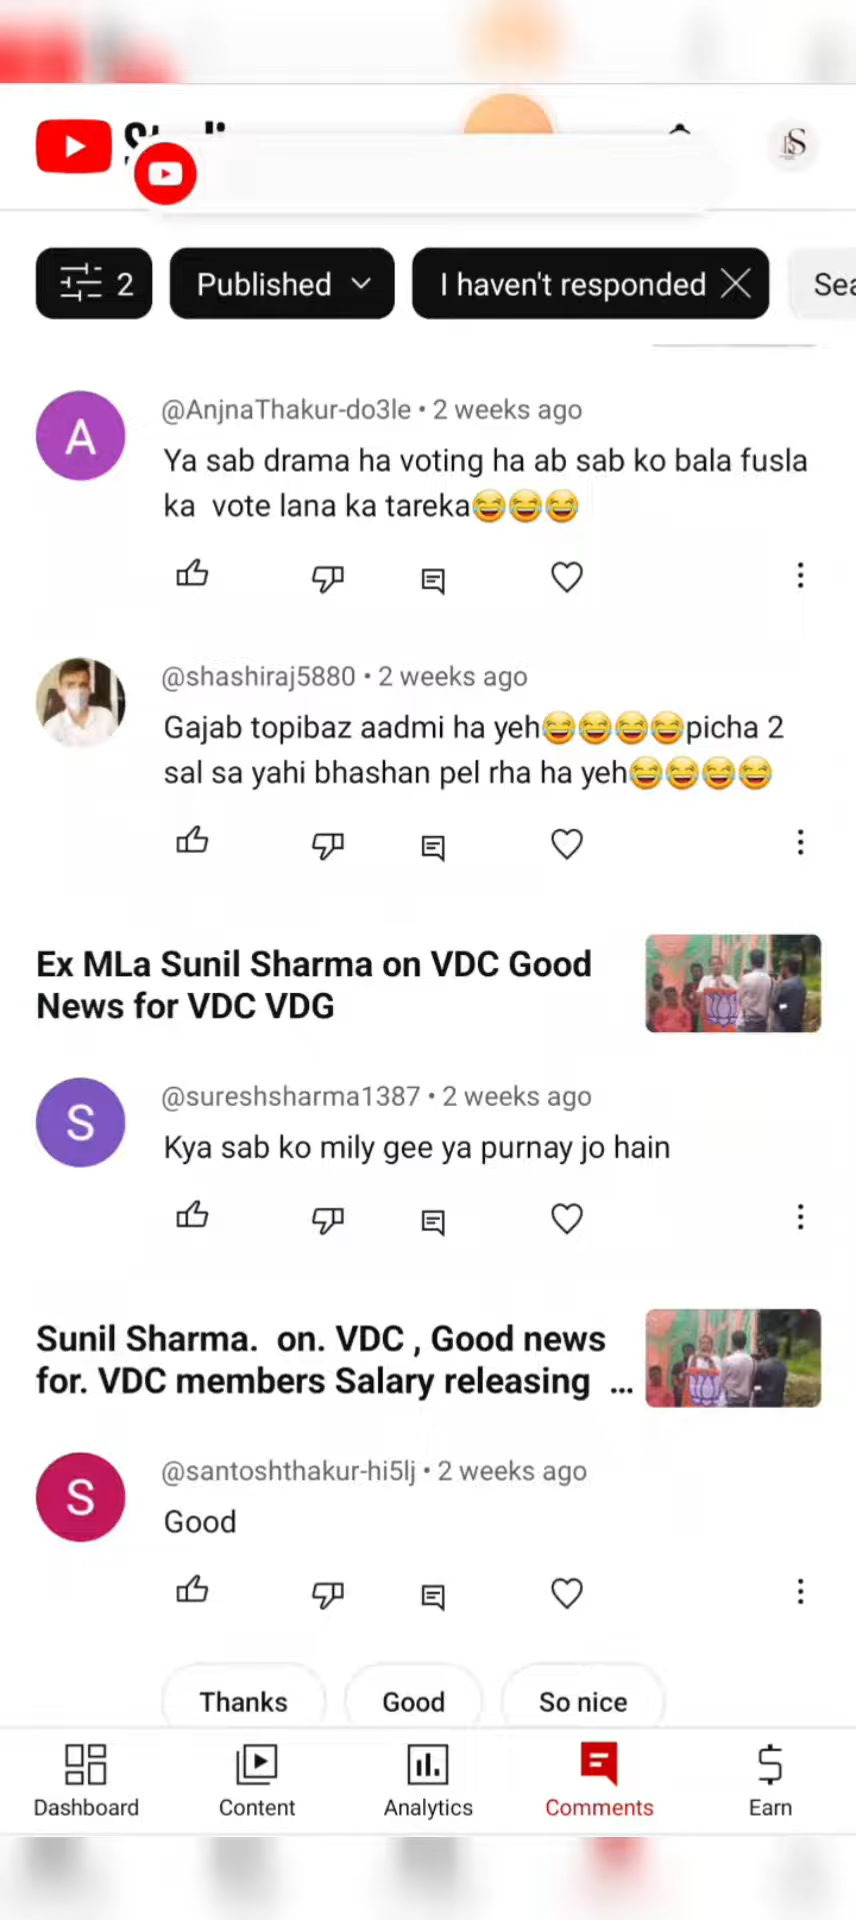 2
Published
I haven't responded
@AnjnaThakur-do3le • 2 weeks ago
A
Ya sab drama ha voting ha ab sab ko bala fusla
ka vote lana ka tareka😂😂😂
@shashiraj5880 • 2 weeks ago
Gajab topibaz aadmi ha yeh😂😂😂😂picha 2
sal sa yahi bhashan pel rha ha yeh😂😂😂😂
Ex MLa Sunil Sharma on VDC Good
News for VDC VDG
@sureshsharma1387 • 2 weeks ago
S
Kya sab ko mily gee ya purnay jo hain
Sunil Sharma. on. VDC , Good news
for. VDC members Salary releasing ...
@santoshthakur-hi5lj • 2 weeks ago
S
Good
Thanks Good So nice
Dashboard Content Analytics Comments Earn